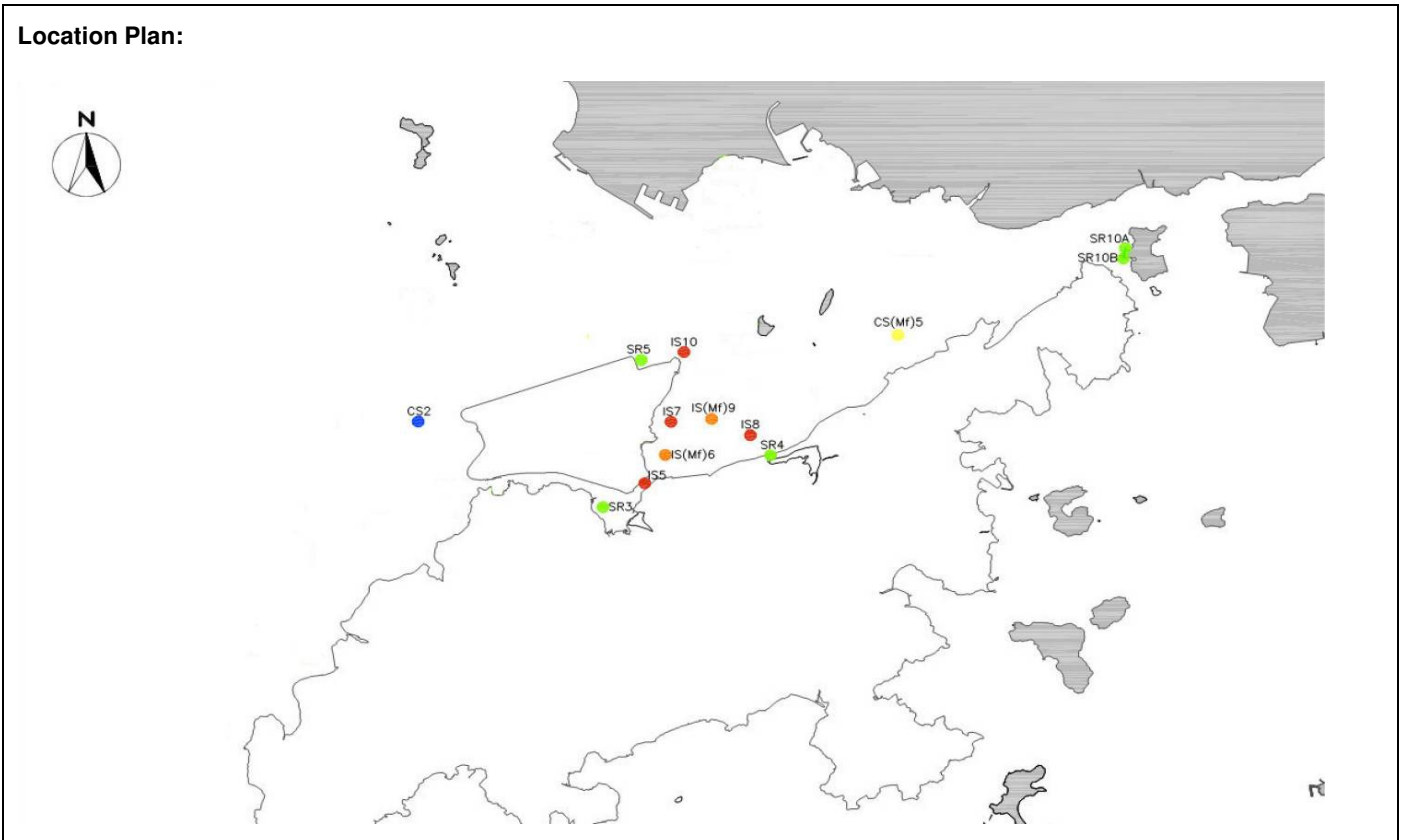 Location Plan:
N
SR10A
SR10B
CS(Mf)5
SR5
IS10
CS2
IS7
IS(Mf)9
IS8
SR4
IS(Mf)6
IS5
SR3